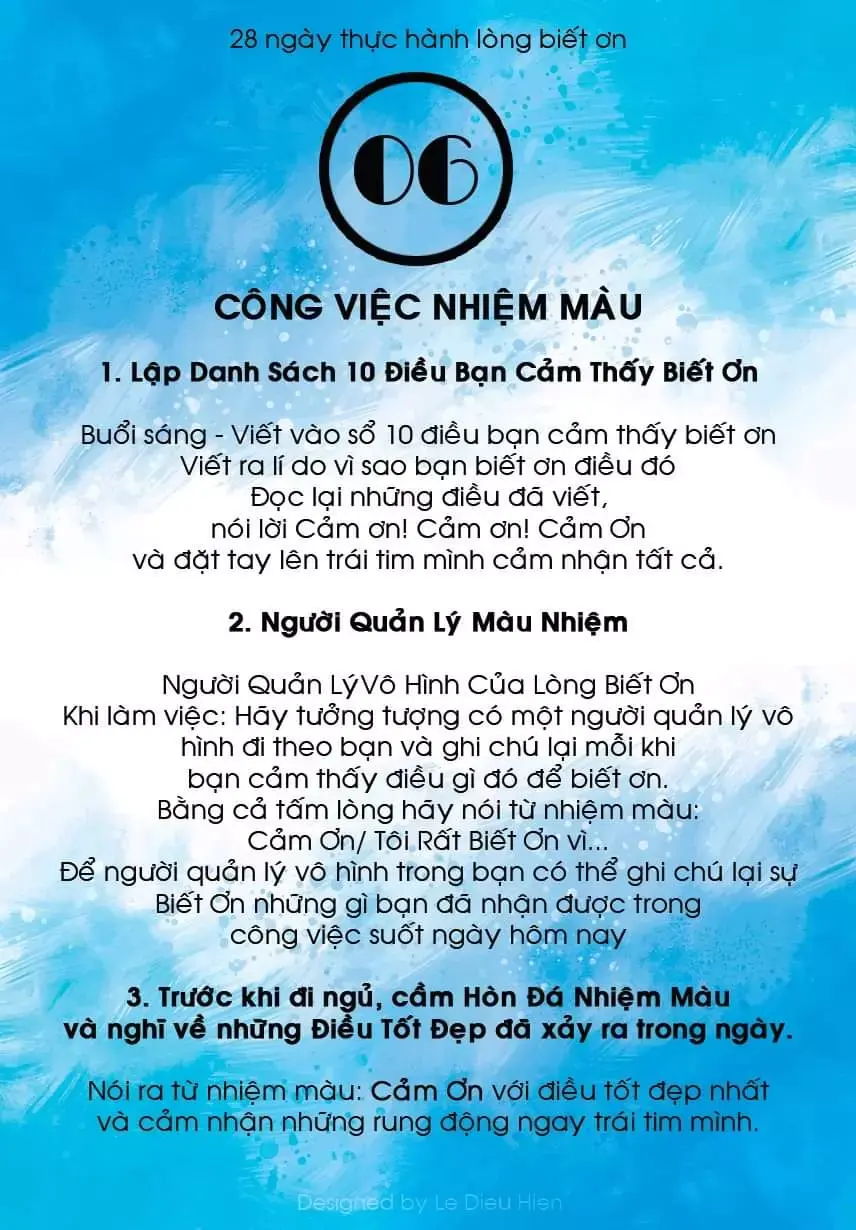 28 ngày thực hành lòng biết ơn
06
CÔNG VIỆC NHIỆM MÀU
1. Lập Danh Sách 10 Điều Bạn Cảm Thấy Biết Ơn
Buổi sáng - Viết vào sổ 10 điều bạn cảm thấy biết ơn
Viết ra lí do vì sao bạn biết ơn điều đó
Đọc lại những điều đã viết,
nói lời Cảm ơn! Cảm ơn! Cảm Ơn
và đặt tay lên trái tim mình cảm nhận tất cả.
2. Người Quản Lý Màu Nhiệm
Người Quản LýVô Hình Của Lòng Biết Ơn
Khi làm việc: Hãy tưởng tượng có một người quản lý vô
hình đi theo bạn và ghi chú lại mỗi khi
bạn cảm thấy điều gì đó để biết ơn.
Bằng cả tấm lòng hãy nói từ nhiệm màu:
Cảm Ơn/ Tôi Rất Biết Ơn vì...
Để người quản lý vô hình trong bạn có thể ghi chú lại sự
Biết Ơn những gì bạn đã nhận được trong
công việc suốt ngày hôm nay
3. Trước khi đi ngủ, cầm Hòn Đá Nhiệm Màu
và nghĩ về những Điều Tốt Đẹp đã xảy ra trong ngày.
Nói ra từ nhiệm màu: Cảm Ơn với điều tốt đẹp nhất
và cảm nhận những rung động ngay trái tim mình.
Designed by Le Dieu Hien